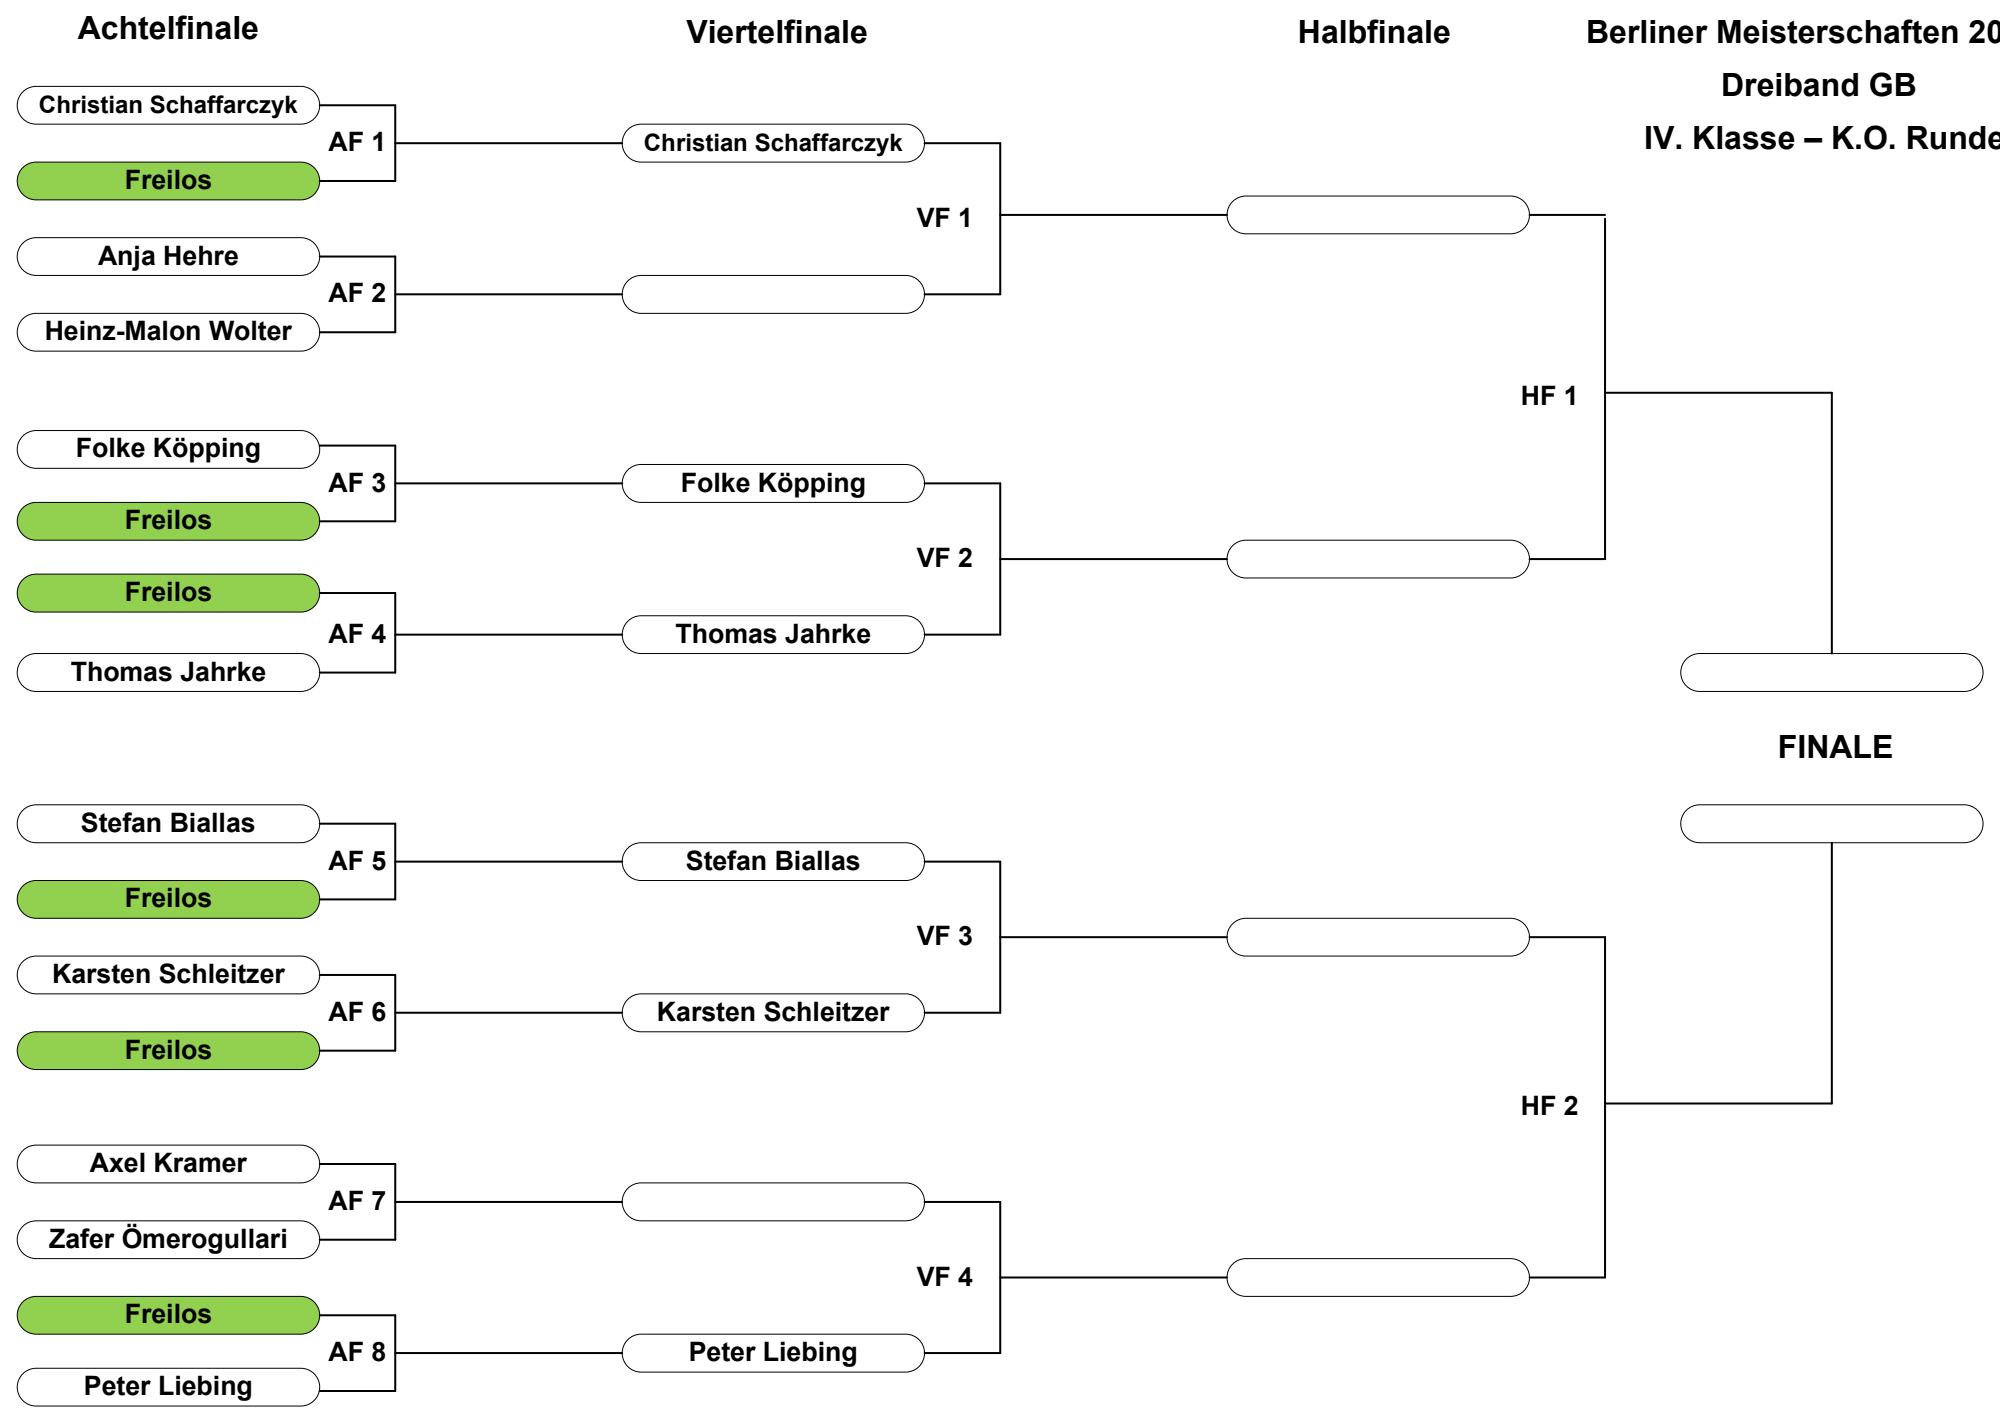 Achtelfinale
Viertelfinale
Halbfinale
Berliner Meisterschaften 20
Dreiband GB
IV. Klasse – K.O. Runde
Christian Schaffarczyk
AF 1
Freilos
Christian Schaffarczyk
VF 1
Anja Hehre
AF 2
Heinz-Malon Wolter
HF 1
Folke Köpping
AF 3
Freilos
Folke Köpping
VF 2
Freilos
AF 4
Thomas Jahrke
Thomas Jahrke
FINALE
Stefan Biallas
AF 5
Freilos
Stefan Biallas
VF 3
Karsten Schleitzer
AF 6
Freilos
Karsten Schleitzer
HF 2
Axel Kramer
AF 7
Zafer Ömerogullari
VF 4
Freilos
AF 8
Peter Liebing
Peter Liebing